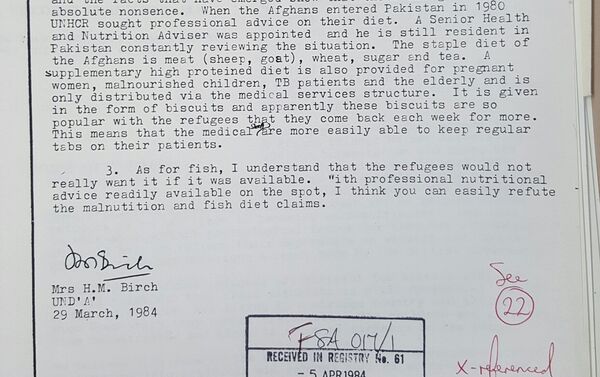 absolute nonsence. When the Afghans entered Pakistan in 1980
UNHCR sought professional advice on their diet. A Senior Health
and Nutrition Adviser was appointed and he is still resident in
Pakistan constantly reviewing the situation. The staple diet of
the Afghans is meat (sheep, goat), wheat, sugar and tea. A
supplementary high proteined diet is also provided for pregnant
women, malnourished children, TB patients and the elderly and is
only distributed via the medical services structure. It is given
in the form of biscuits and apparently these biscuits are so
popular with the refugees that they come back each week for more.
This means that the medical are more easily able to keep regular
tabs on their patients.
3. As for fish, I understand that the refugees would not
really want it if it was available. "ith professional nutritional
advice readily available on the spot, I think you can easily refute
the malnutition and fish diet claims.
Mrs H.M. Birch
UND'A'
29 March, 1984
See
22
FSA 017/1
RECEIVED IN REGISTRY No. 61
- 5 APR 1984
X-referenced